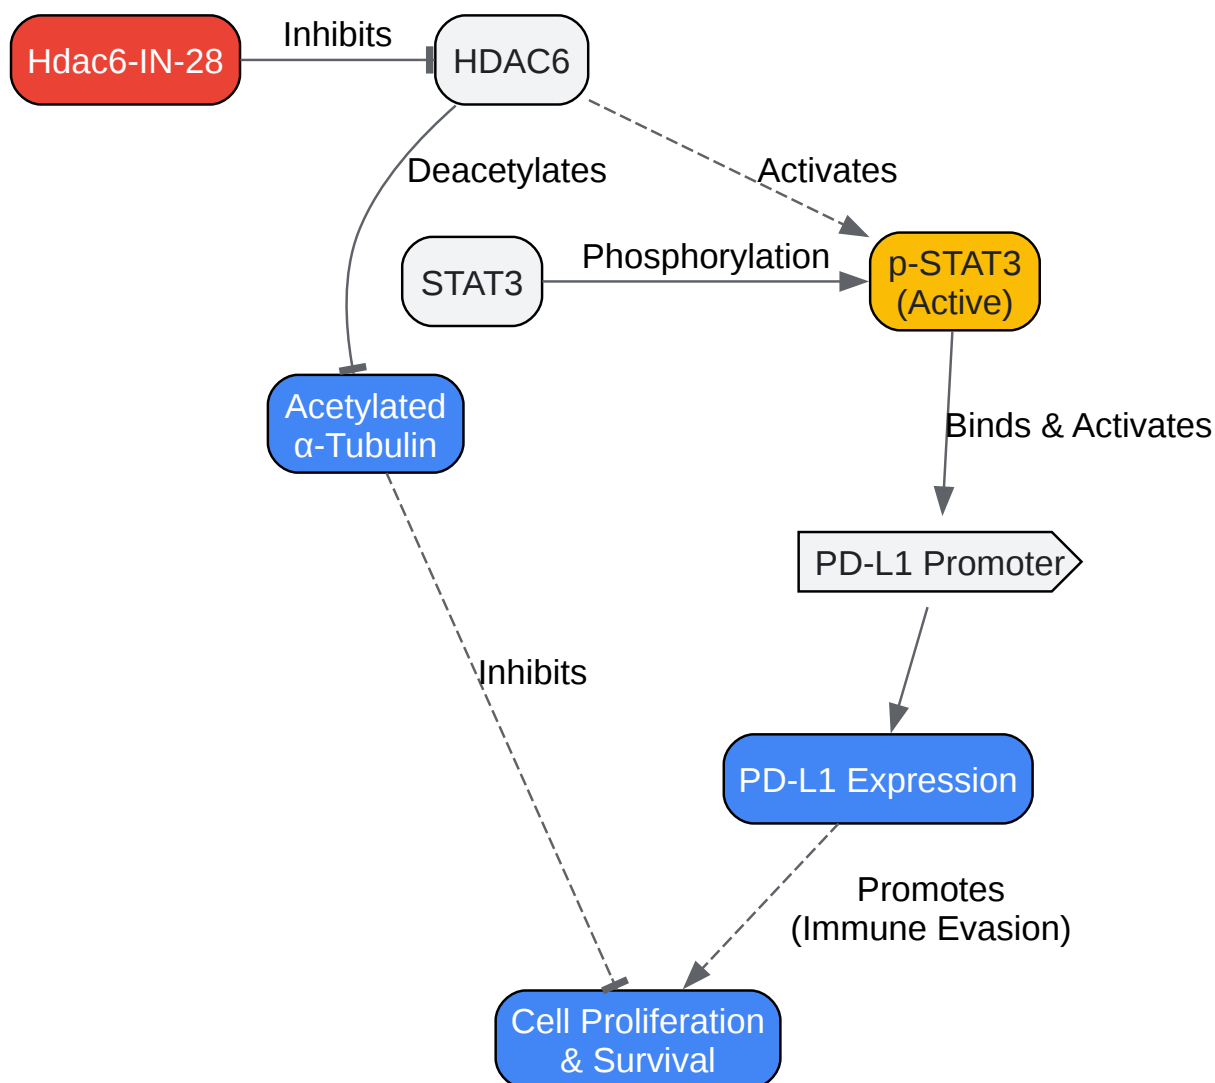 Inhibits
Hdac6-IN-28
HDAC6
Deacetylates
Activates
Phosphorylation
STAT3
p-STAT3
(Active)
Acetylated
α-Tubulin
Binds & Activates
PD-L1 Promoter
Inhibits
PD-L1 Expression
Promotes
(Immune Evasion)
Cell Proliferation
& Survival